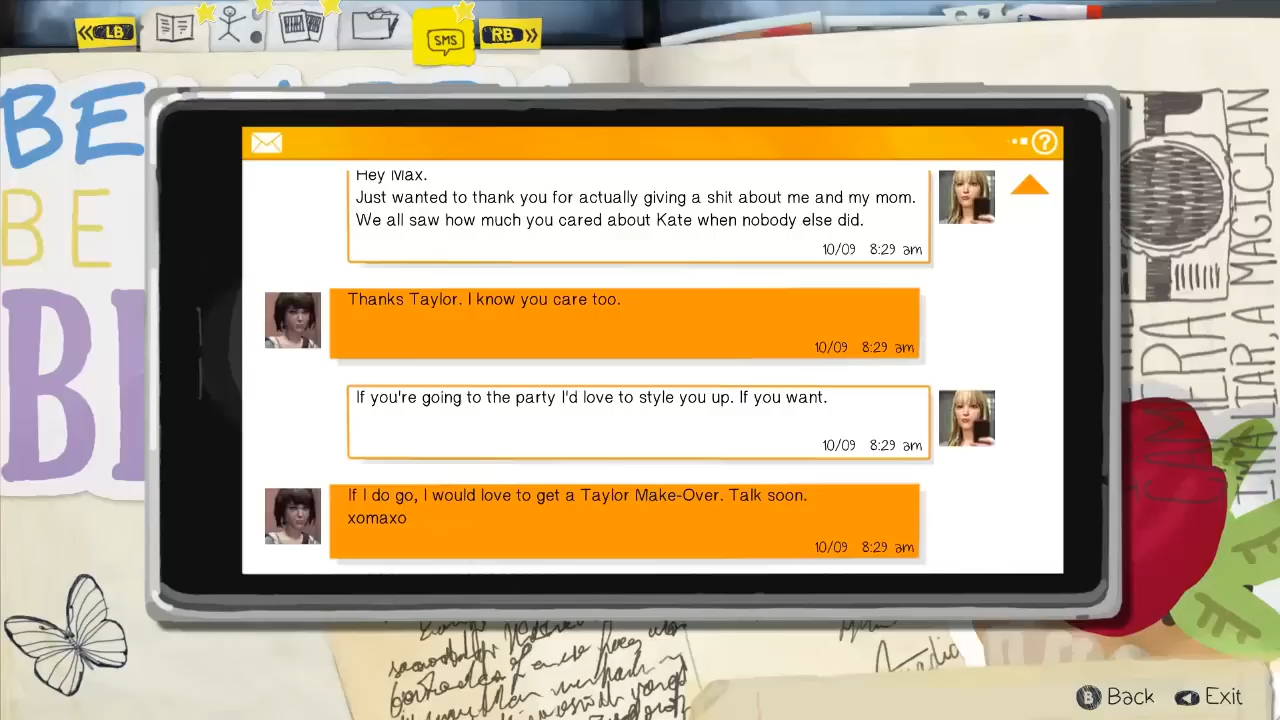 LB
SMS
RB
BE
BE
Hey Max.
Just wanted to thank you for actually giving a shit about me and my mom.
We all saw how much you cared about Kate when nobody else did.
10/09 8:29 am
Thanks Taylor. I know you care too.
10/09 8:29 am
If you're going to the party I'd love to style you up. If you want.
10/09 8:29 am
If I do go, I would love to get a Taylor Make-Over. Talk soon.
xomaxo
10/09 8:29 am
LIAR, A MAGICIAN
B Back
Exit